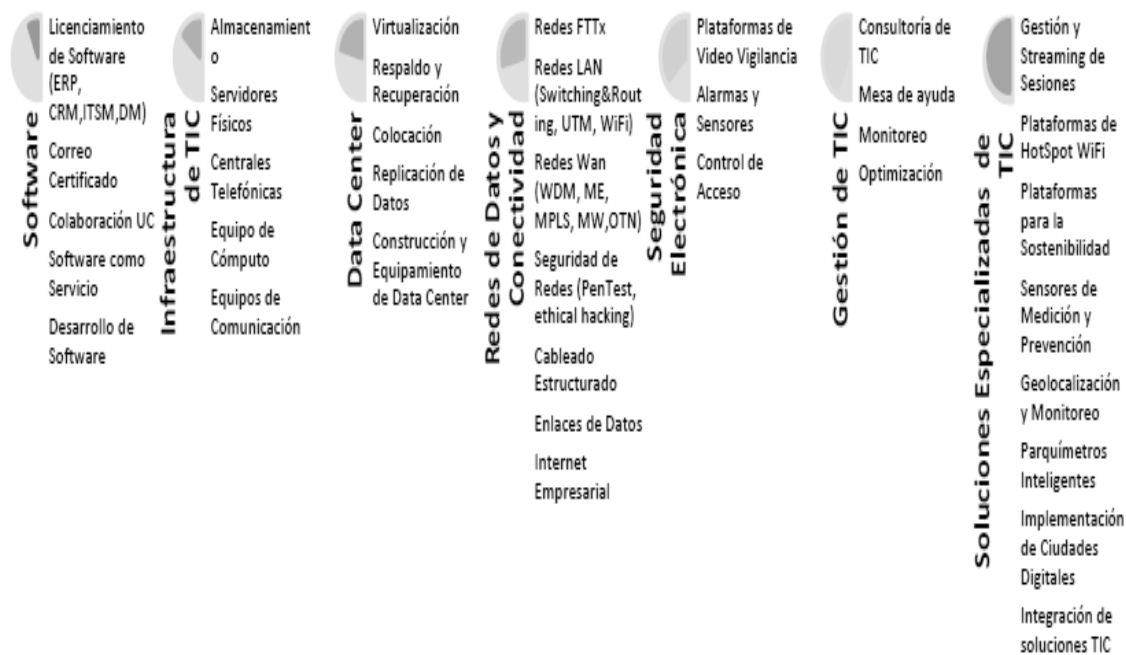 Software
Licenciamiento
de Software
(ERP,
CRM,ITSM,DM)
Correo
Certificado
Colaboración UC
Software como
Servicio
Desarrollo de
Software
Infraestructura
de TIC
Almacenamient
o
Servidores
Físicos
Centrales
Telefónicas
Equipo de
Cómputo
Equipos de
Comunicación
Data Center
Virtualización
Respaldo y
Recuperación
Colocación
Replicación de
Datos
Construcción y
Equipamiento
de Data Center
Redes de Datos y
Conectividad
Redes FTTx
Redes LAN
(Switching&Rout
ing, UTM, WiFi)
Redes Wan
(WDM, ME,
MPLS, MW,OTN)
Seguridad de
Redes (PenTest,
ethical hacking)
Cableado
Estructurado
Enlaces de Datos
Internet
Empresarial
Seguridad
Electrónica
Plataformas de
Video Vigilancia
Alarmas y
Sensores
Control de
Acceso
Gestión de TIC
Consultoría de
TIC
Mesa de ayuda
Monitoreo
Optimización
Soluciones Especializadas de
TIC
Gestión y
Streaming de
Sesiones
Plataformas de
HotSpot WiFi
Plataformas
para la
Sostenibilidad
Sensores de
Medición y
Prevención
Geolocalización
y Monitoreo
Parquímetros
Inteligentes
Implementación
de Ciudades
Digitales
Integración de
soluciones TIC